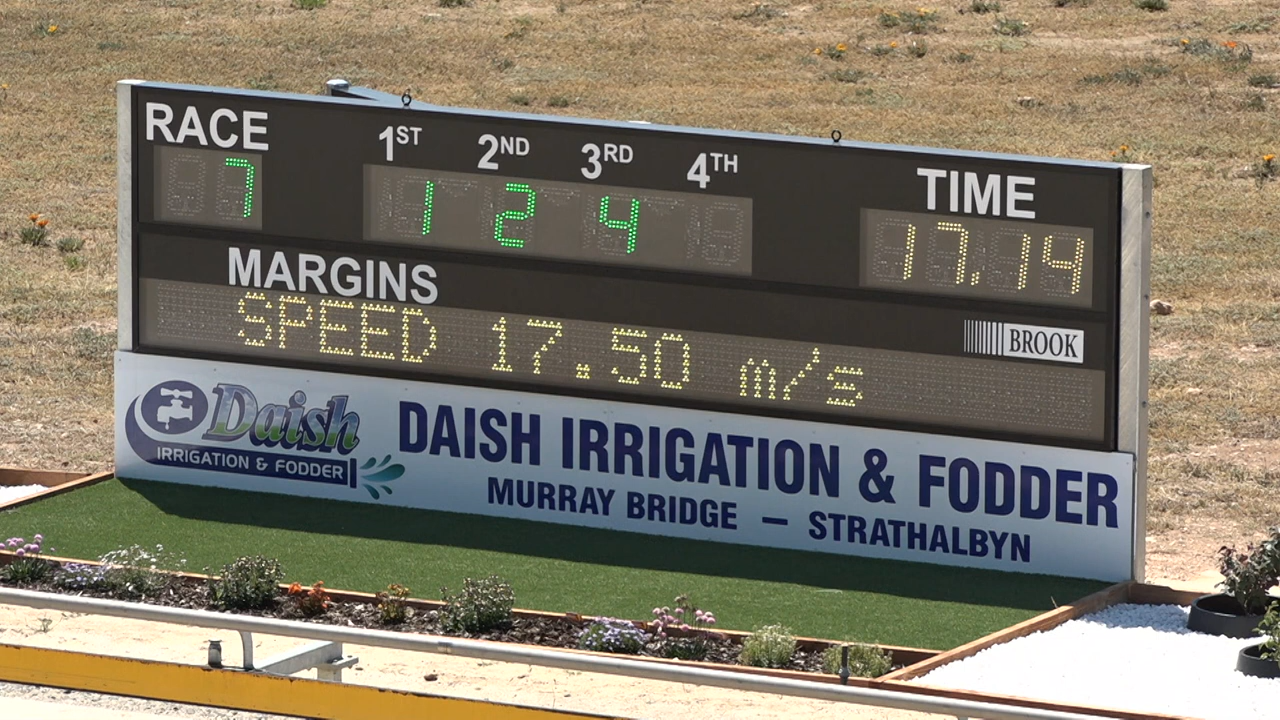 RACE 1ST 2ND 3RD 4TH TIME
7 1 2 4 17.14
MARGINS
BROOK
SPEED 17.50 m/s
Daish
IRRIGATION & FODDER
DAISH IRRIGATION & FODDER
MURRAY BRIDGE – STRATHALBYN